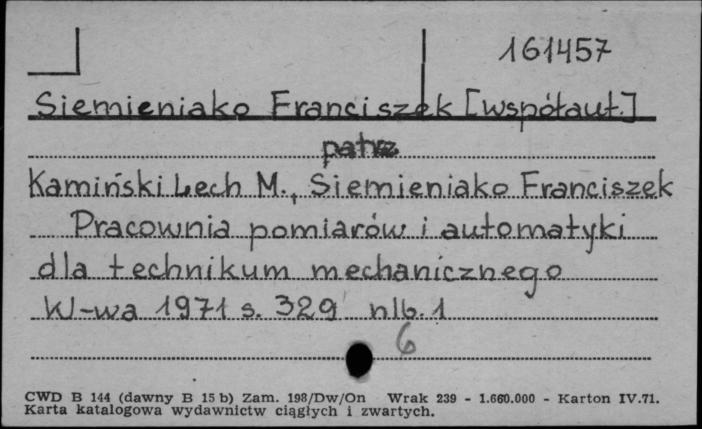 161457
Siemieniako Franciszek [współaut.]
patrz
Kamiński Lech M., Siemieniako Franciszek
Pracownia pomiarów i automatyki
dla technikum mechanicznego
W-wa 1971 s. 329 nlb. 1
6
CWD B 144 (dawny B 15 b) Zam. 198/Dw/On Wrak 239 - 1.660.000 - Karton IV.71.
Karta katalogowa wydawnictw ciągłych i zwartych.